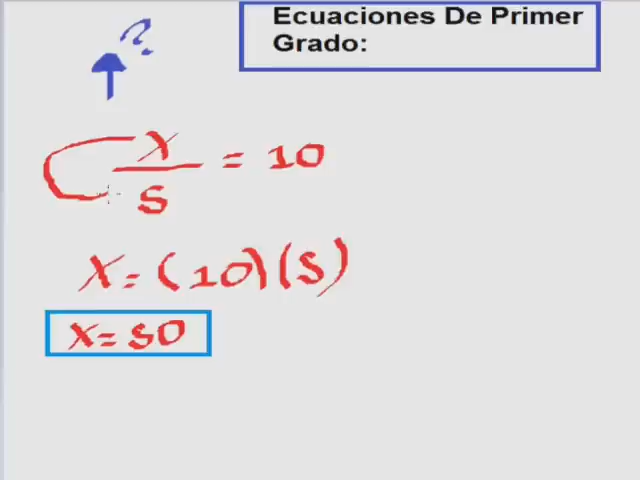 Ecuaciones De Primer
Grado:
?
x/5 = 10
x = (10)(5)
x = 50